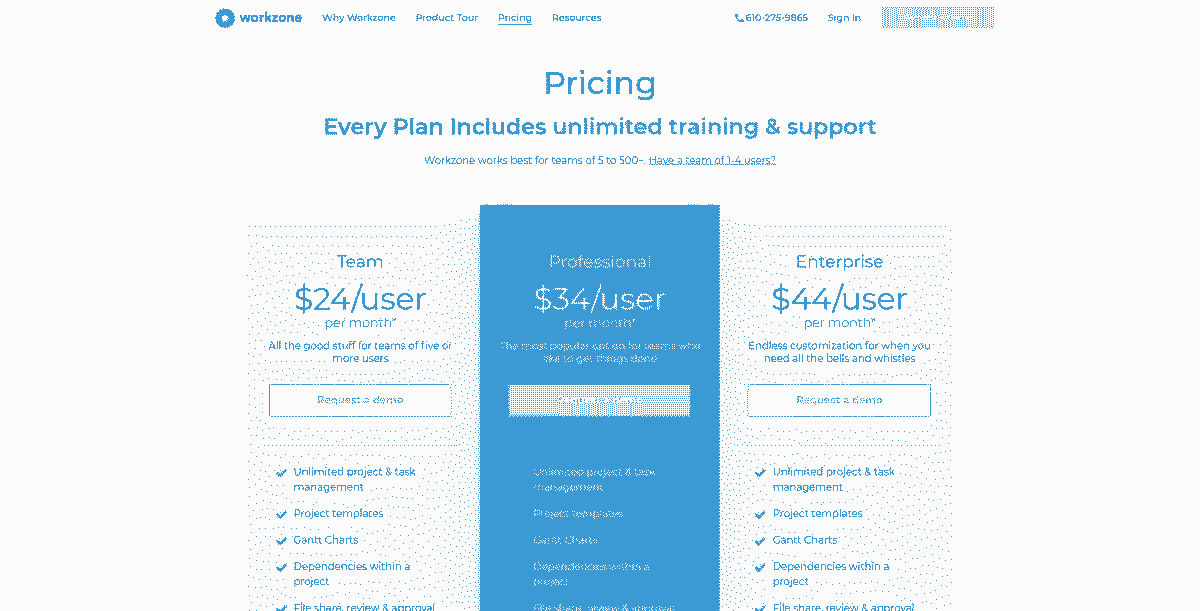 workzone Why Workzone Product Tour Pricing Resources 610-275-9865 Sign In
Pricing
Every Plan includes unlimited training & support
Workzone works best for teams of 5 to 500+. Have a team of 1-4 users?
Team
$24/user
per month*
All the good stuff for teams of five or
more users
Request a demo
Unlimited project & task
management
Project templates
Gantt Charts
Dependencies within a
project
File share, review & approval
Professional
$34/user
per month*
The most popular option for teams who
like to get things done
Unlimited project & task
management
Project templates
Gantt Charts
Dependencies within a
project
File share, review & approval
Enterprise
$44/user
per month*
Endless customization for when you
need all the bells and whistles
Request a demo
Unlimited project & task
management
Project templates
Gantt Charts
Dependencies within a
project
File share, review & approval